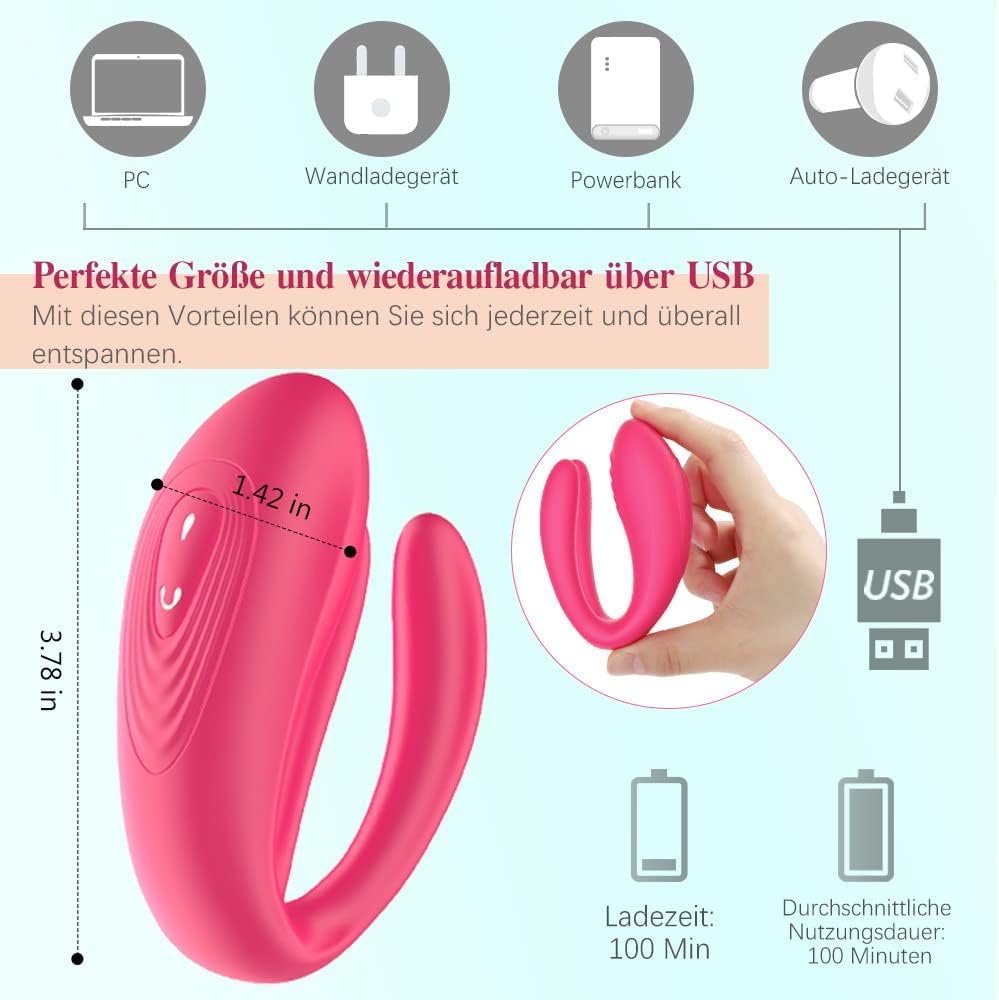 PC
Wandladegerät
Powerbank
Auto-Ladegerät
Perfekte Größe und wiederaufladbar über USB
Mit diesen Vorteilen können Sie sich jederzeit und überall
entspannen.
1.42 in
3.78 in
USB
Ladezeit:
100 Min
Durchschnittliche
Nutzungsdauer:
100 Minuten